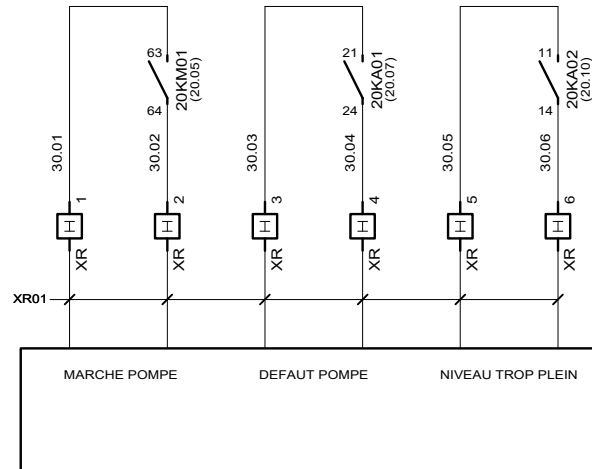 63
64
20KM01
(20.05)
21
24
20KA01
(20.07)
11
14
20KA02
(20.10)
30.01
30.02
30.03
30.04
30.05
30.06
1
2
3
4
5
6
XR
XR
XR
XR
XR
XR
XR01
MARCHE POMPE
DEFAUT POMPE
NIVEAU TROP PLEIN